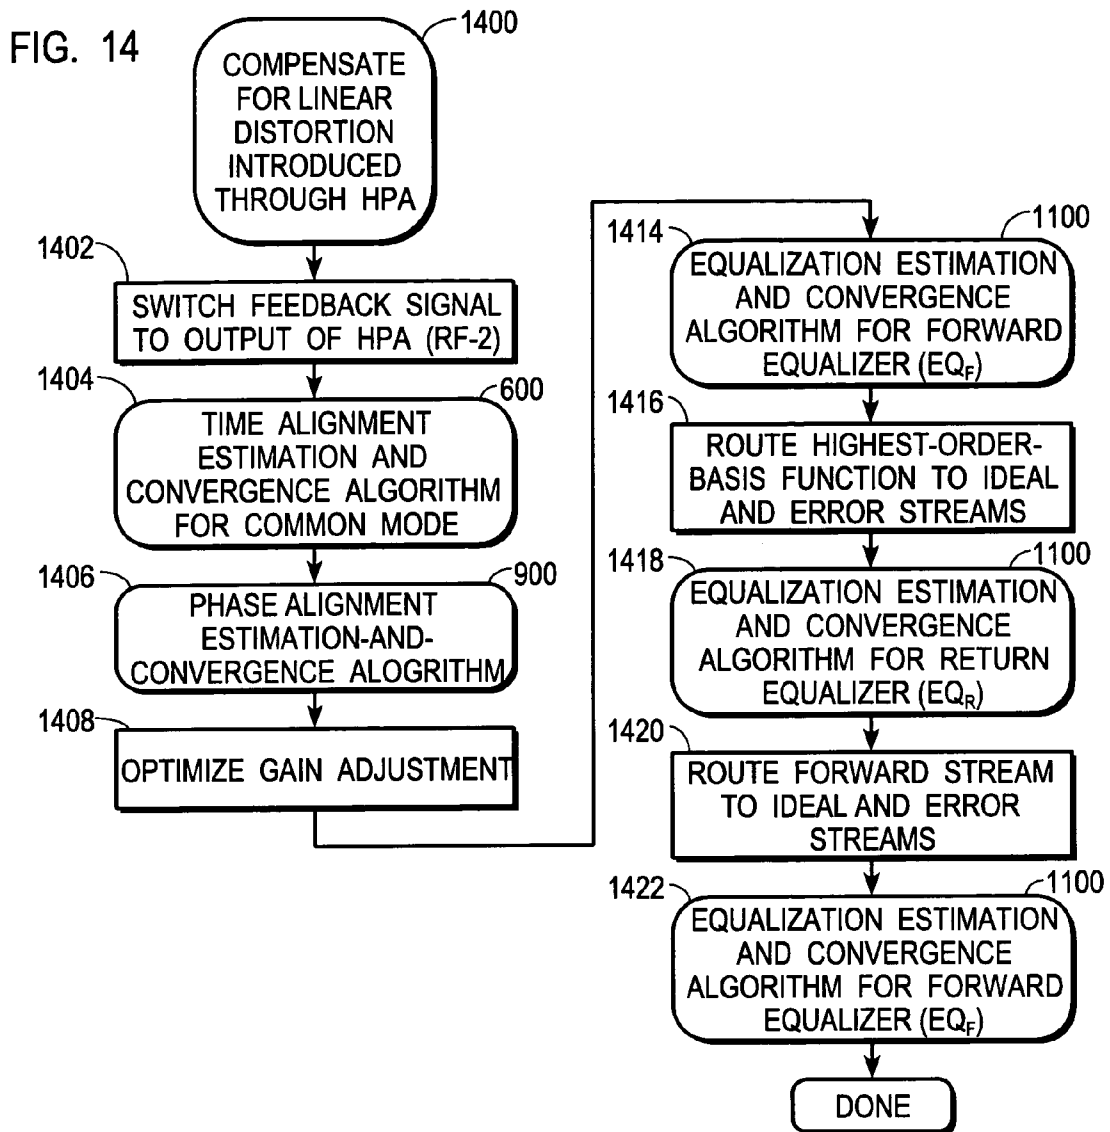 FIG. 14
1400
COMPENSATE
FOR LINEAR
DISTORTION
INTRODUCED
THROUGH HPA
1402
SWITCH FEEDBACK SIGNAL
TO OUTPUT OF HPA (RF-2)
1404
600
TIME ALIGNMENT
ESTIMATION AND
CONVERGENCE ALGORITHM
FOR COMMON MODE
1406
900
PHASE ALIGNMENT
ESTIMATION-AND-
CONVERGENCE ALOGRITHM
1408
OPTIMIZE GAIN ADJUSTMENT
1414
1100
EQUALIZATION ESTIMATION
AND CONVERGENCE
ALGORITHM FOR FORWARD
EQUALIZER (EQF)
1416
ROUTE HIGHEST-ORDER-
BASIS FUNCTION TO IDEAL
AND ERROR STREAMS
1418
1100
EQUALIZATION ESTIMATION
AND CONVERGENCE
ALGORITHM FOR RETURN
EQUALIZER (EQR)
1420
ROUTE FORWARD STREAM
TO IDEAL AND ERROR
STREAMS
1422
1100
EQUALIZATION ESTIMATION
AND CONVERGENCE
ALGORITHM FOR FORWARD
EQUALIZER (EQF)
DONE